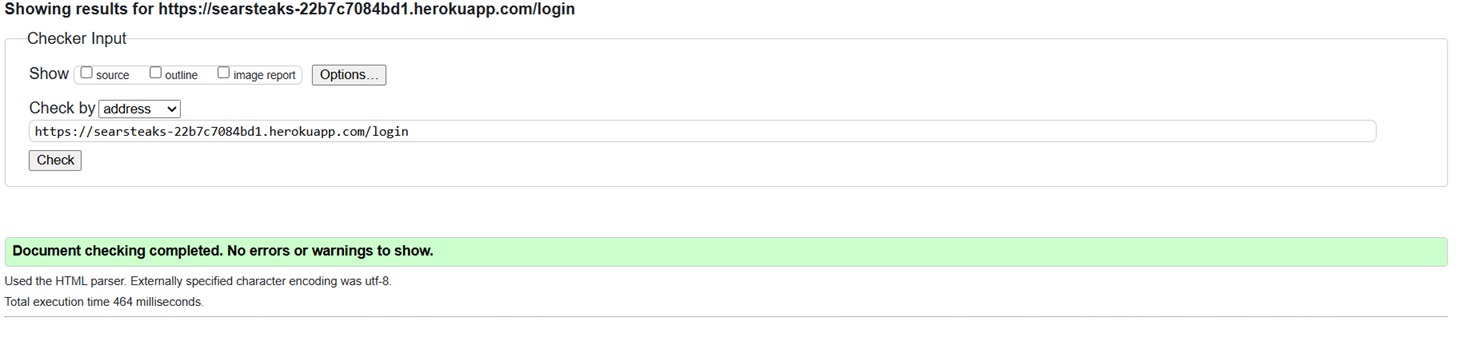 Showing results for https://searsteaks-22b7c7084bd1.herokuapp.com/login
Checker Input
Show source outline image report Options...
Check by address
https://searsteaks-22b7c7084bd1.herokuapp.com/login
Check
Document checking completed. No errors or warnings to show.
Used the HTML parser. Externally specified character encoding was utf-8.
Total execution time 464 milliseconds.